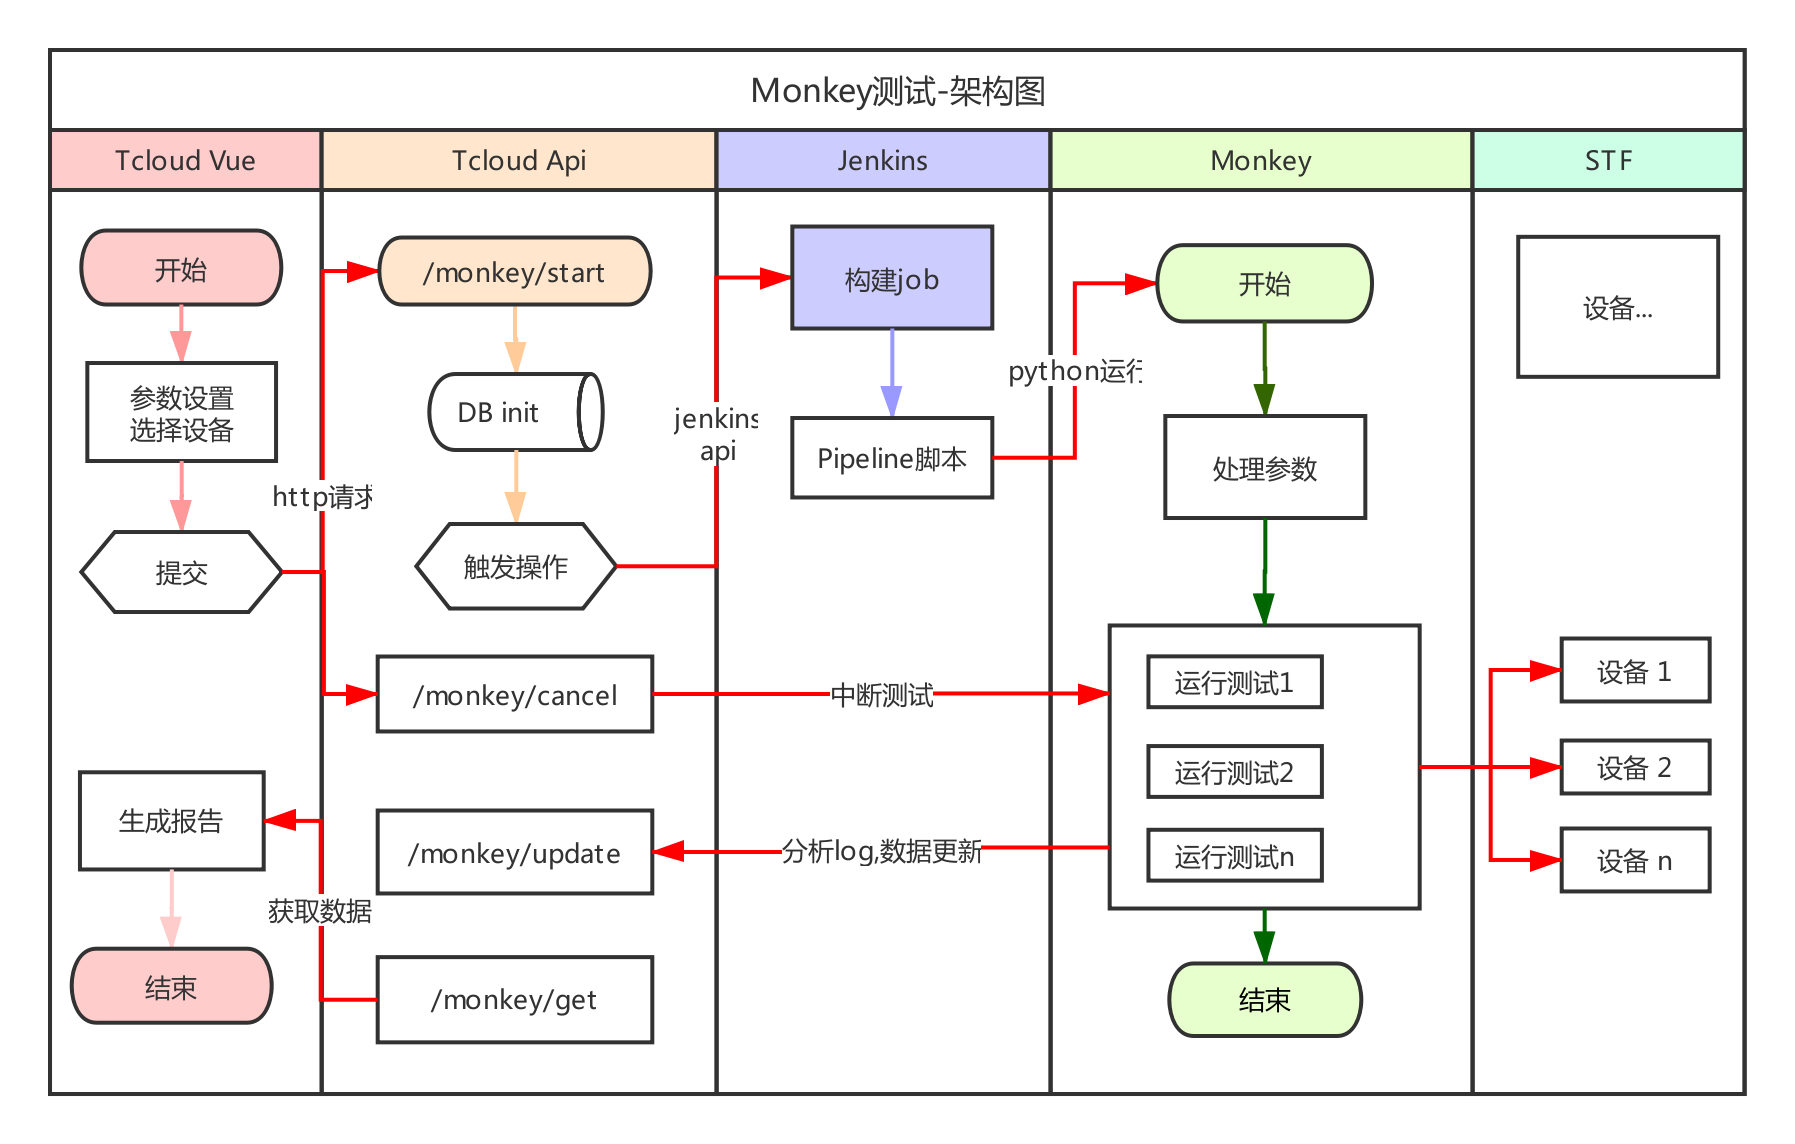 Monkey测试-架构图
Tcloud Vue
Tcloud Api
Jenkins
Monkey
STF
开始
参数设置
选择设备
提交
http请求
生成报告
获取数据
结束
/monkey/start
DB init
触发操作
/monkey/cancel
/monkey/update
/monkey/get
jenkins
api
构建job
Pipeline脚本
python运行
中断测试
分析log,数据更新
开始
处理参数
运行测试1
运行测试2
运行测试n
结束
设备...
设备 1
设备 2
设备 n